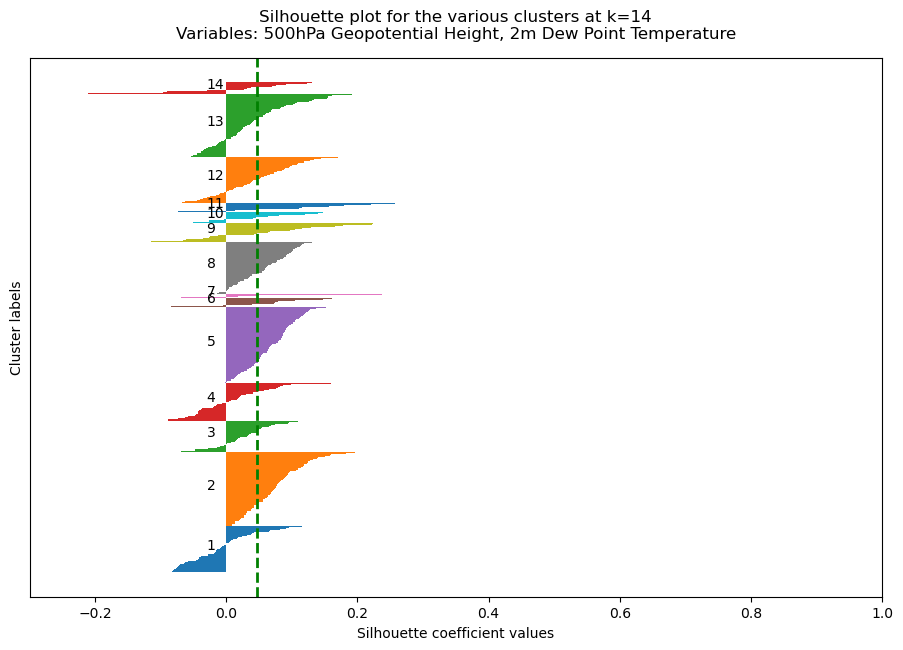 Silhouette plot for the various clusters at k=14
Variables: 500hPa Geopotential Height, 2m Dew Point Temperature
Cluster labels
14
13
12
11
10
9
8
7
6
5
4
3
2
1
−0.2 0.0 0.2 0.4 0.6 0.8 1.0
Silhouette coefficient values